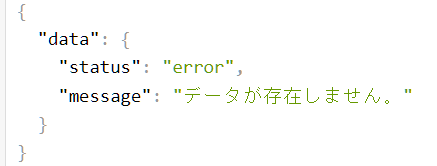 {
  "data": {
    "status": "error",
    "message": "データが存在しません。"
  }
}